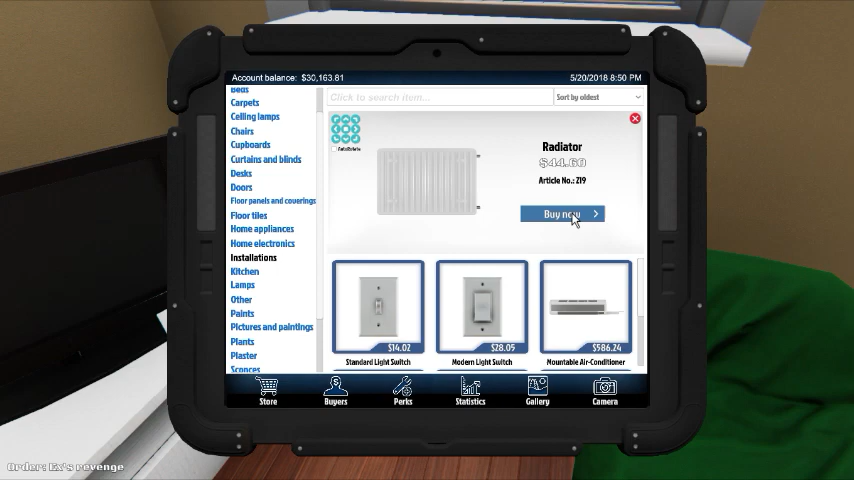 Account balance: $30,163.81
5/20/2018 8:50 PM
Beds
Carpets
Ceiling lamps
Chairs
Cupboards
Curtains and blinds
Desks
Doors
Floor panels and coverings
Floor tiles
Home appliances
Home electronics
Installations
Kitchen
Lamps
Other
Paints
Pictures and paintings
Plants
Plaster
Sconces
Click to search item...
Sort by oldest
AutoRotate
Radiator
$44.60
Article No.: Z19
Buy now
$14.02
$28.05
$586.24
Standard Light Switch
Modern Light Switch
Mountable Air-Conditioner
Store
Buyers
Perks
Statistics
Gallery
Camera
Order: Ex's revenge